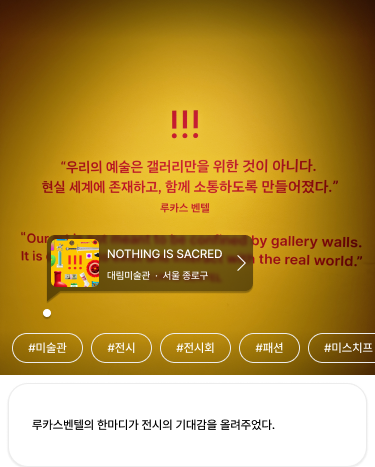 !!!
“우리의 예술은 갤러리만을 위한 것이 아니다.
현실 세계에 존재하고, 함께 소통하도록 만들어졌다.”
루카스 벤텔
"Our by gallery walls.
It is the real world.”
NOTHING IS SACRED
대림미술관 · 서울 종로구
#미술관
#전시
#전시회
#패션
#미스치프
루카스벤텔의 한마디가 전시의 기대감을 올려주었다.